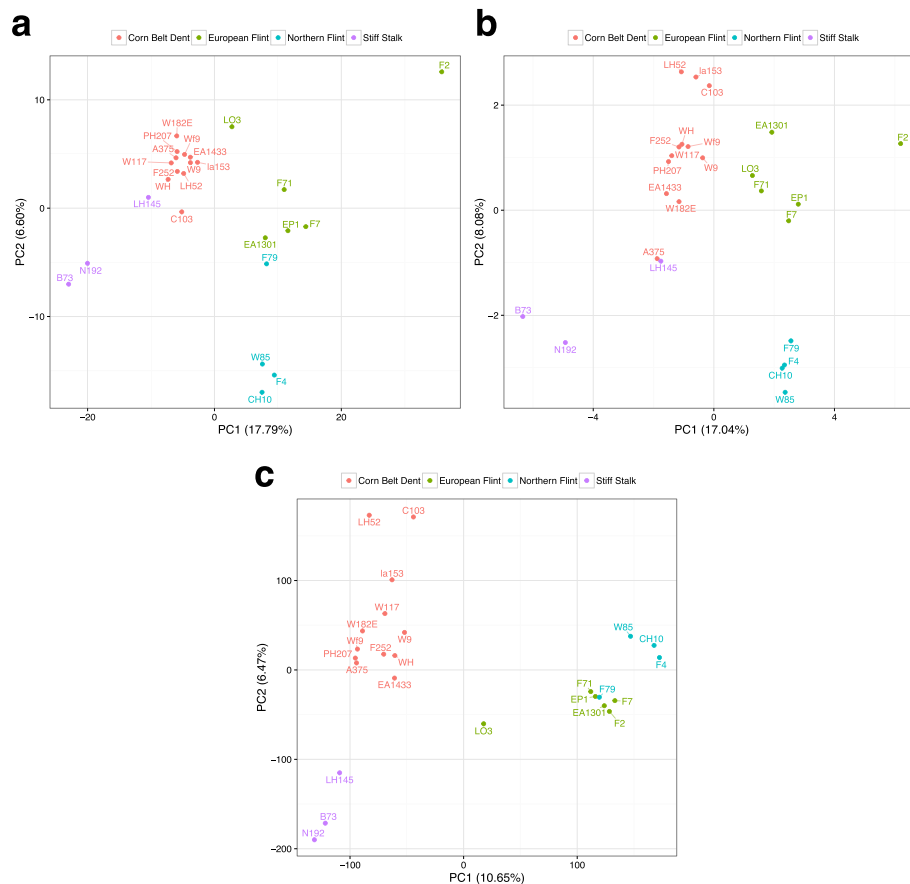 a
Corn Belt Dent European Flint Northern Flint Stiff Stalk
F2
10
LO3
W182E
PH207 Wf9
A375 EA1433
W117 W9 Ia153
F252 LH52
WH
F71
LH145
0
C103
EP1 F7
EA1301
F79
N192
B73
−10
W85
F4
CH10
−20 0 20
PC1 (17.79%)
PC2 (6.60%)
b
Corn Belt Dent European Flint Northern Flint Stiff Stalk
LH52 Ia153
C103
2
EA1301
F2
WH
F252 Wf9
W117
PH207 W9
LO3
F71
EA1433
W182E
EP1
F7
0
A375
LH145
B73
−2
N192
F79
F4
CH10
W85
−4 0 4
PC1 (17.04%)
PC2 (8.08%)
c
Corn Belt Dent European Flint Northern Flint Stiff Stalk
C103
LH52
Ia153
100
W117
W182E
W9
Wf9
F252
PH207
WH
A375
EA1433
W85
CH10
F4
0
F71 F79
EP1 F7
EA1301
F2
LO3
−100
LH145
B73
N192
−200
−100 0 100
PC1 (10.65%)
PC2 (6.47%)